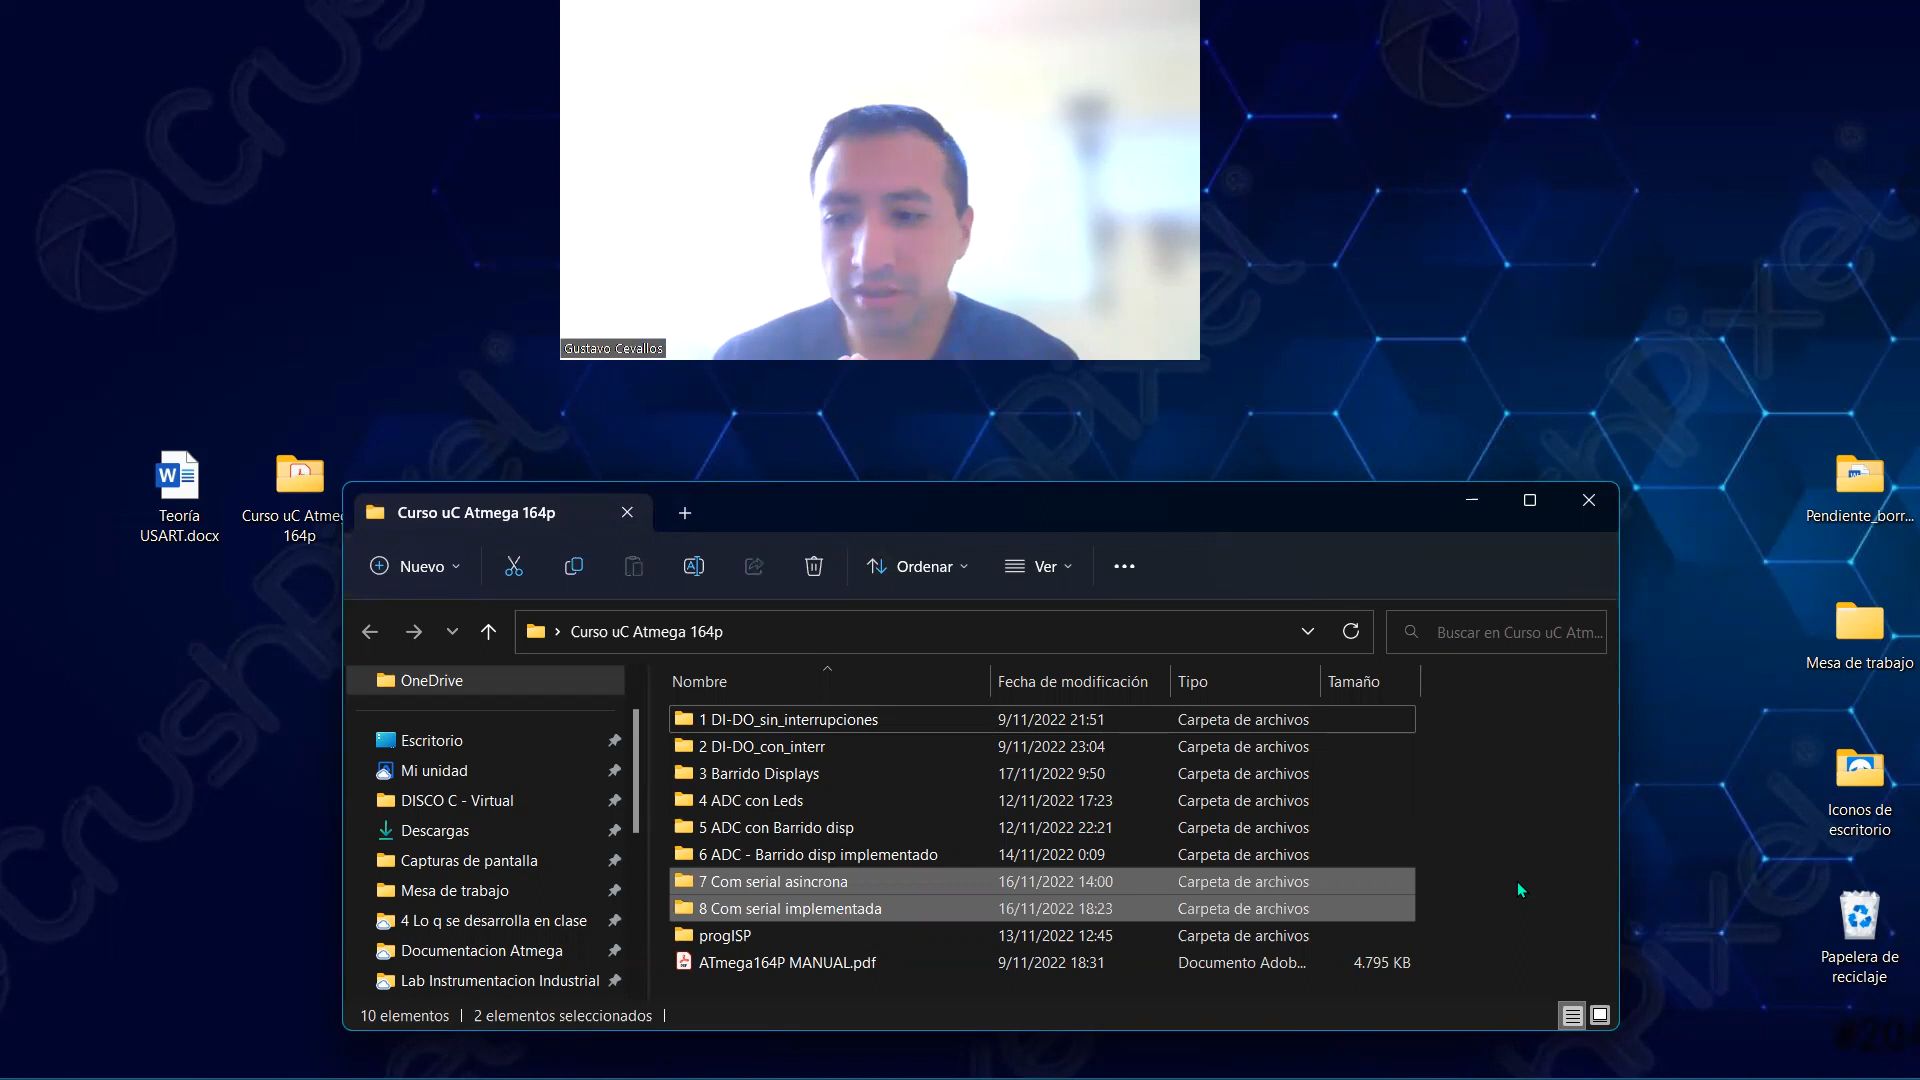 Gustavo Cevallos
Teoría
USART.docx
Curso uC Atme
164p
Curso uC Atmega 164p
Nuevo
Ordenar
Ver
Curso uC Atmega 164p
Buscar en Curso uC Atm...
OneDrive
Escritorio
Mi unidad
DISCO C - Virtual
Descargas
Capturas de pantalla
Mesa de trabajo
4 Lo q se desarrolla en clase
Documentacion Atmega
Lab Instrumentacion Industrial
Nombre Fecha de modificación Tipo Tamaño
1 DI-DO_sin_interrupciones 9/11/2022 21:51 Carpeta de archivos
2 DI-DO_con_interr 9/11/2022 23:04 Carpeta de archivos
3 Barrido Displays 17/11/2022 9:50 Carpeta de archivos
4 ADC con Leds 12/11/2022 17:23 Carpeta de archivos
5 ADC con Barrido disp 12/11/2022 22:21 Carpeta de archivos
6 ADC - Barrido disp implementado 14/11/2022 0:09 Carpeta de archivos
7 Com serial asincrona 16/11/2022 14:00 Carpeta de archivos
8 Com serial implementada 16/11/2022 18:23 Carpeta de archivos
progISP 13/11/2022 12:45 Carpeta de archivos
ATmega164P MANUAL.pdf 9/11/2022 18:31 Documento Adob... 4.795 KB
10 elementos
2 elementos seleccionados
Pendiente_borr...
Mesa de trabajo
Iconos de
escritorio
Papelera de
reciclaje